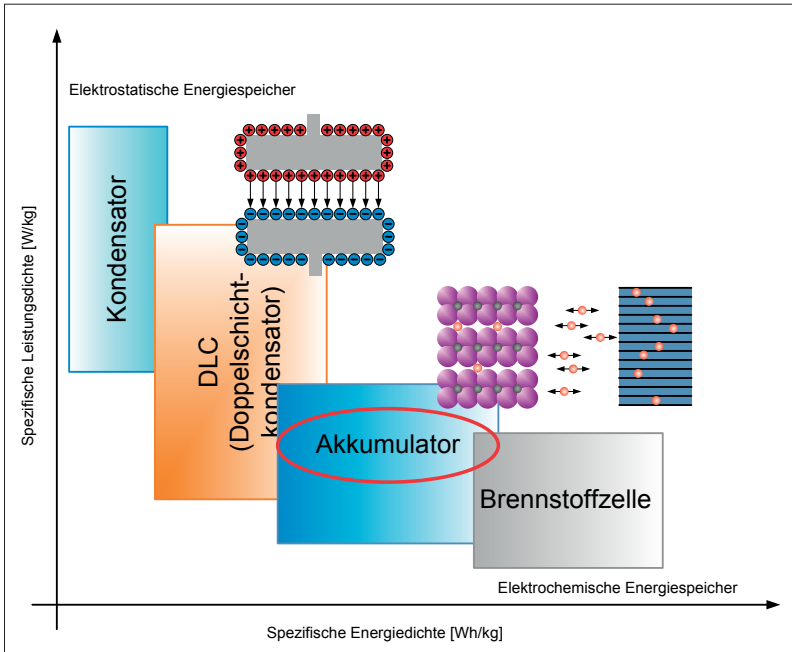 Elektrostatische Energiespeicher
Spezifische Leistungsdichte [W/kg]
Kondensator
DLC
(Doppelschicht-
kondensator)
Akkumulator
Brennstoffzelle
Elektrochemische Energiespeicher
Spezifische Energiedichte [Wh/kg]